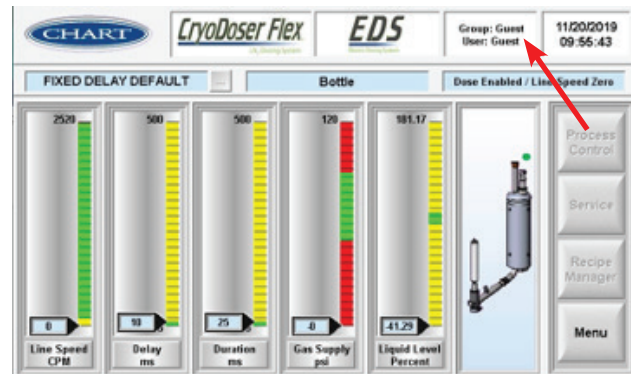 CHART
CryoDoser Flex
EDS
Group: Guest
User: Guest
11/20/2019
09:55:43
FIXED DELAY DEFAULT
...
Bottle
Dose Enabled / Line Speed Zero
2520
500
500
120
181.17
Process
Control
Service
Recipe
Manager
Menu
0
10
25
-0
-41.29
Line Speed
CPM
Delay
ms
Duration
ms
Gas Supply
psi
Liquid Level
Percent